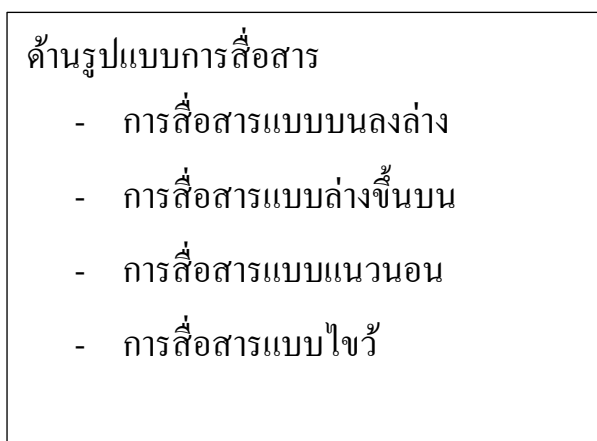 ด้านรูปแบบการสื่อสาร
- การสื่อสารแบบบนลงล่าง
- การสื่อสารแบบล่างขึ้นบน
- การสื่อสารแบบแนวนอน
- การสื่อสารแบบไขว้